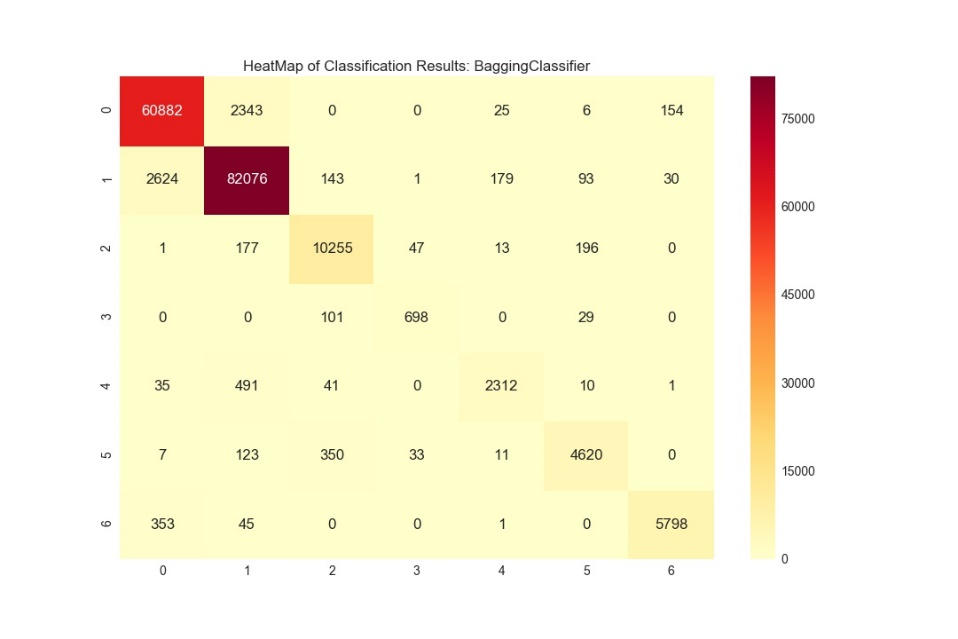 HeatMap of Classification Results: BaggingClassifier
0 60882 2343 0 0 25 6 154
1 2624 82076 143 1 179 93 30
2 1 177 10255 47 13 196 0
3 0 0 101 698 0 29 0
4 35 491 41 0 2312 10 1
5 7 123 350 33 11 4620 0
6 353 45 0 0 1 0 5798
0 1 2 3 4 5 6
75000
60000
45000
30000
15000
0